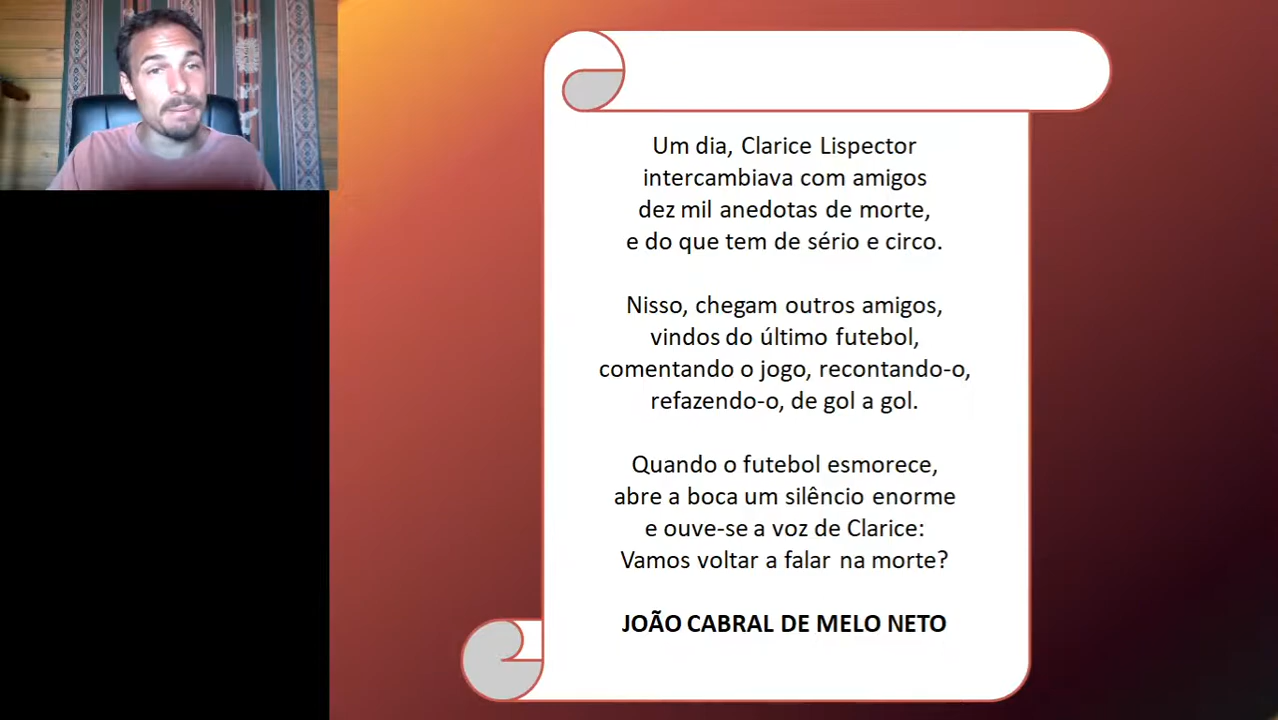 Um dia, Clarice Lispector
intercambiava com amigos
dez mil anedotas de morte,
e do que tem de sério e circo.
Nisso, chegam outros amigos,
vindos do último futebol,
comentando o jogo, recontando-o,
refazendo-o, de gol a gol.
Quando o futebol esmorece,
abre a boca um silêncio enorme
e ouve-se a voz de Clarice:
Vamos voltar a falar na morte?
JOÃO CABRAL DE MELO NETO